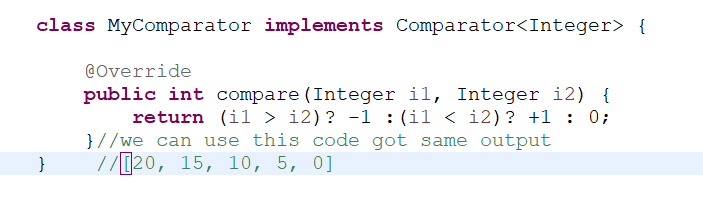 class MyComparator implements Comparator<Integer> {
@Override
public int compare(Integer i1, Integer i2) {
return (i1 > i2)? -1 :(i1 < i2)? +1 : 0;
}//we can use this code got same output
} //[20, 15, 10, 5, 0]